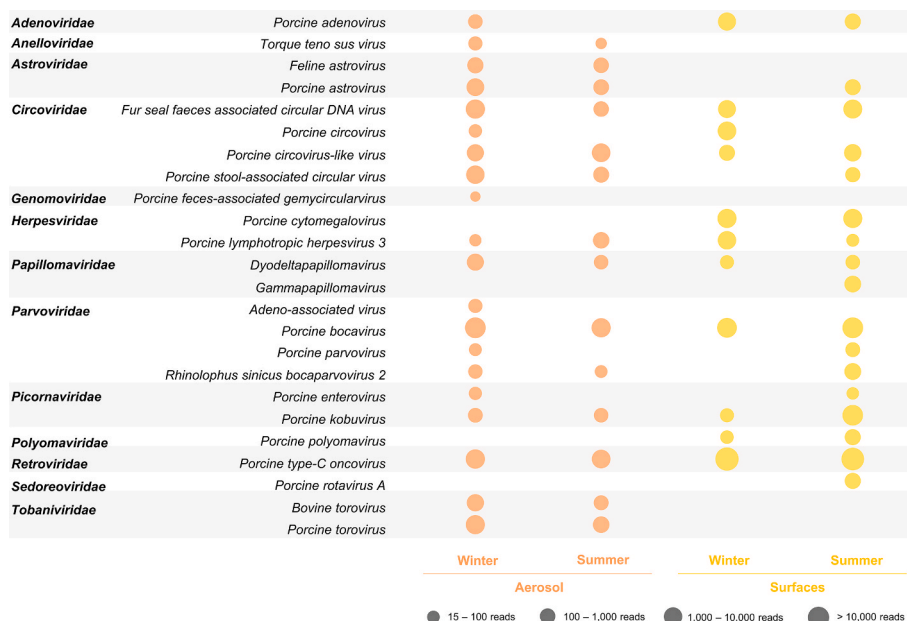 Adenoviridae Porcine adenovirus
Anelloviridae Torque teno sus virus
Astroviridae Feline astrovirus
Porcine astrovirus
Circoviridae Fur seal faeces associated circular DNA virus
Porcine circovirus
Porcine circovirus-like virus
Porcine stool-associated circular virus
Genomoviridae Porcine feces-associated gemycircularvirus
Herpesviridae Porcine cytomegalovirus
Porcine lymphotropic herpesvirus 3
Papillomaviridae Dyodeltapapillomavirus
Gammapapillomavirus
Parvoviridae Adeno-associated virus
Porcine bocavirus
Porcine parvovirus
Rhinolophus sinicus bocaparvovirus 2
Picornaviridae Porcine enterovirus
Porcine kobuvirus
Polyomaviridae Porcine polyomavirus
Retroviridae Porcine type-C oncovirus
Sedoreoviridae Porcine rotavirus A
Tobaniviridae Bovine torovirus
Porcine torovirus
Winter Summer Winter Summer
Aerosol Surfaces
15 – 100 reads 100 – 1,000 reads 1,000 – 10,000 reads > 10,000 reads